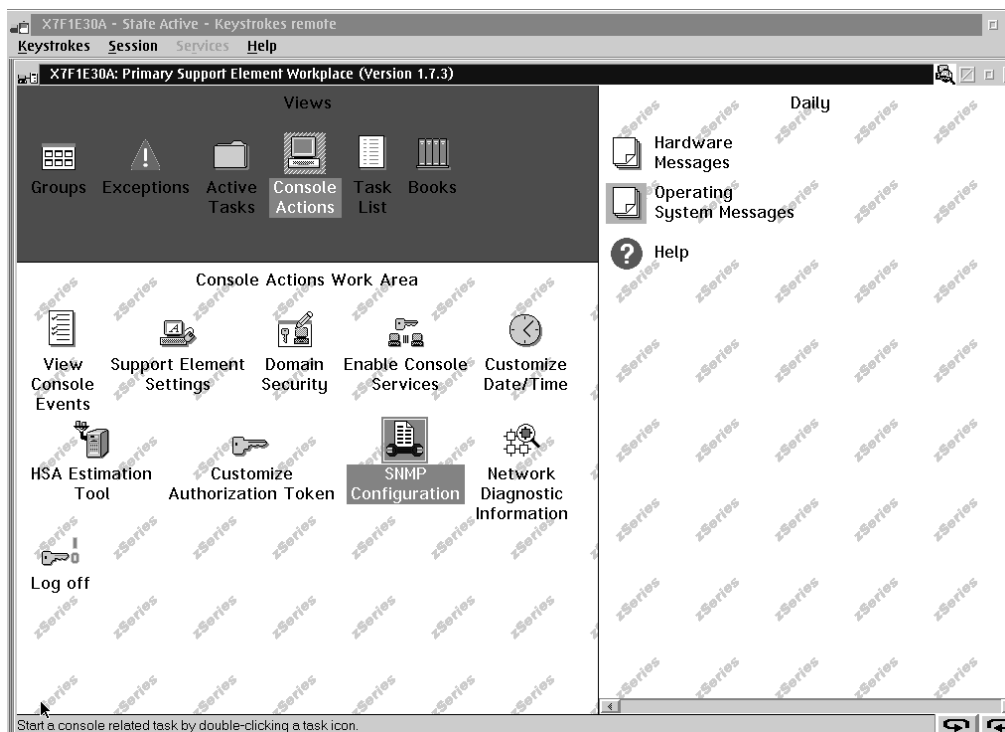 X7F1E30A - State Active - Keystrokes remote
Keystrokes Session Services Help
X7F1E30A: Primary Support Element Workplace (Version 1.7.3)
Views
Groups
Exceptions
Active
Tasks
Console
Actions
Task
List
Books
Console Actions Work Area
View
Console
Events
Support Element
Settings
Domain
Security
Enable Console
Services
Customize
Date/Time
HSA Estimation
Tool
Customize
Authorization Token
SNMP
Configuration
Network
Diagnostic
Information
Log off
Daily
Hardware
Messages
Operating
System Messages
Help
zSeries
Start a console related task by double-clicking a task icon.